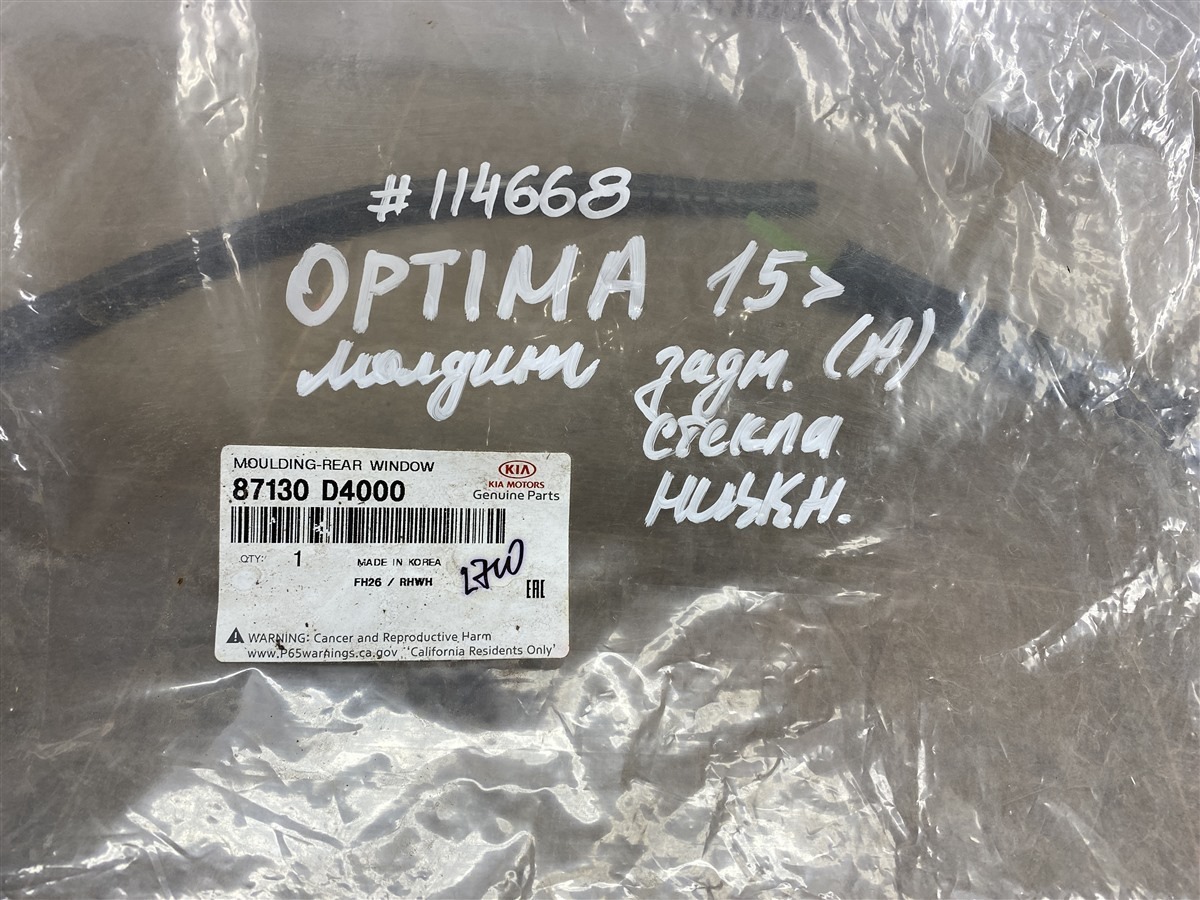 #114668
OPTIMA 15>
молдинг задн. (А)
стекла
нижн.
MOULDING-REAR WINDOW
87130 D4000
KIA
KIA MOTORS
Genuine Parts
QTY: 1
MADE IN KOREA
FH26 / RHWH
EAC
WARNING: Cancer and Reproductive Harm
www.P65warnings.ca.gov 'California Residents Only'